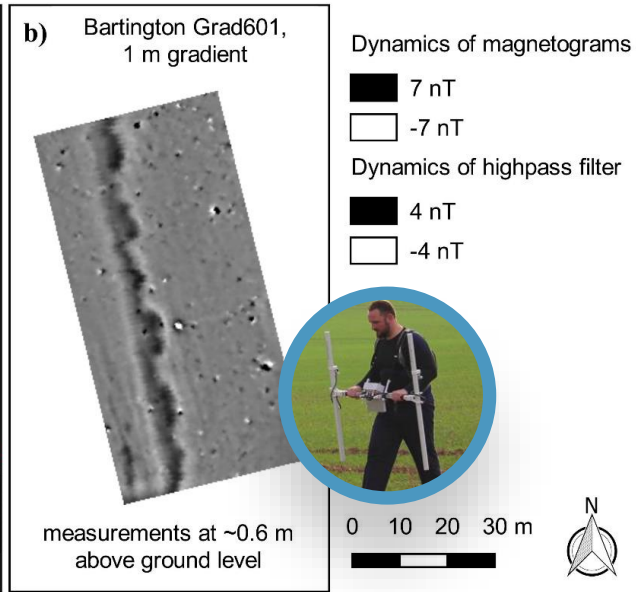 b)
Bartington Grad601,
1 m gradient
measurements at ~0.6 m
above ground level
Dynamics of magnetograms
7 nT
-7 nT
Dynamics of highpass filter
4 nT
-4 nT
0 10 20 30 m
N